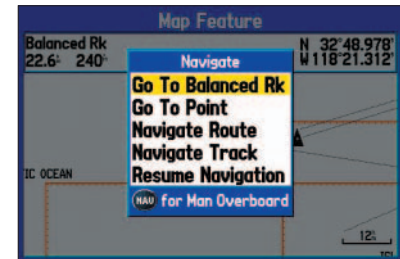 Map Feature
Balanced Rk N 32°48.978'
22.6 240° W118°21.312'
Navigate
Go To Balanced Rk
Go To Point
Navigate Route
Navigate Track
Resume Navigation
NAV for Man Overboard
IC OCEAN
12